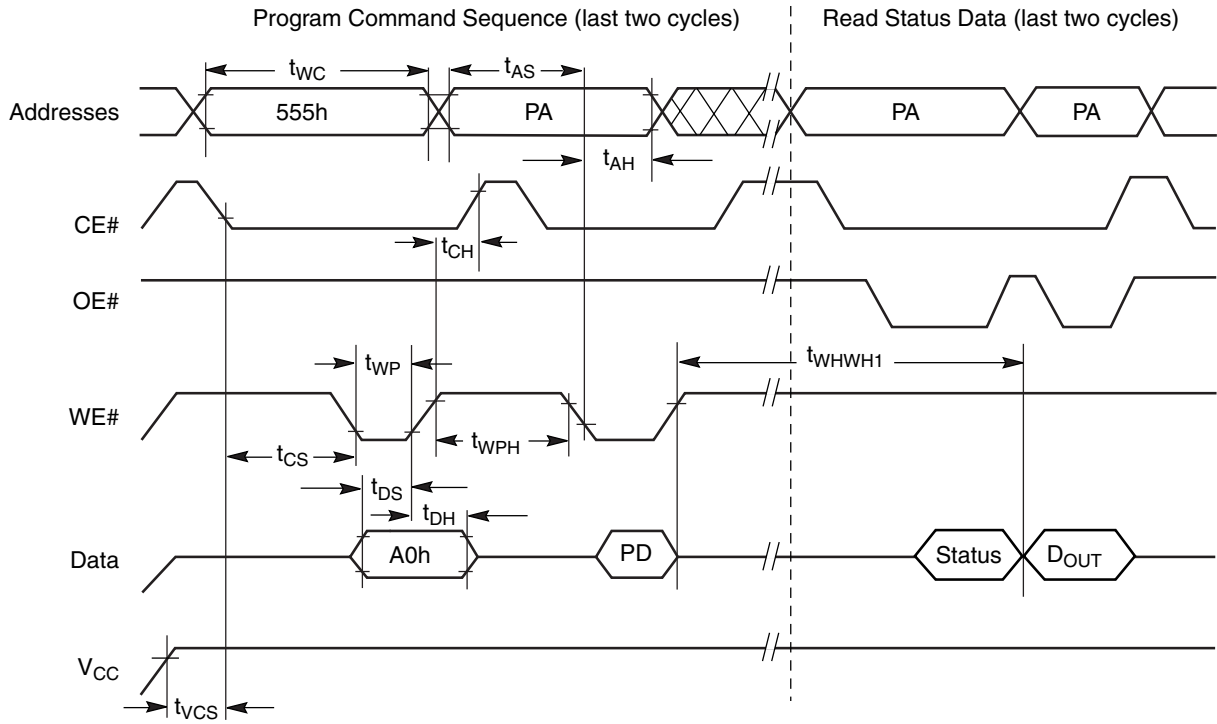 Program Command Sequence (last two cycles)
Read Status Data (last two cycles)
tWC
tAS
Addresses
555h
PA
PA
PA
tAH
CE#
tCH
OE#
tWP
tWHWH1
WE#
tCS
tWPH
tDS
tDH
Data
A0h
PD
Status
DOUT
VCC
tVCS